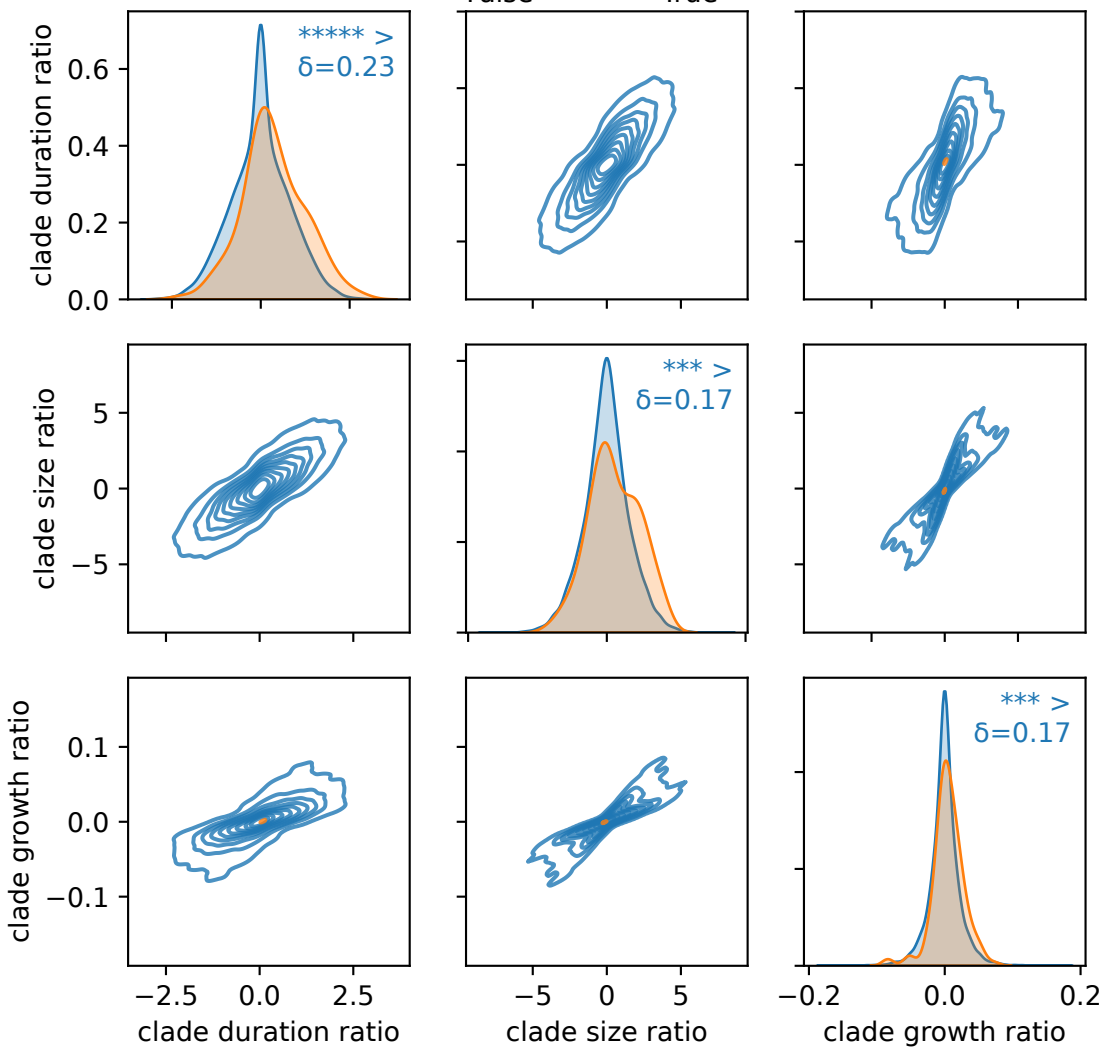 False True
clade duration ratio
0.6
0.4
0.2
0.0
***** >
δ=0.23
clade size ratio
5
0
−5
*** >
δ=0.17
clade growth ratio
0.1
0.0
−0.1
*** >
δ=0.17
−2.5 0.0 2.5
−5 0 5
−0.2 0.0 0.2
clade duration ratio
clade size ratio
clade growth ratio